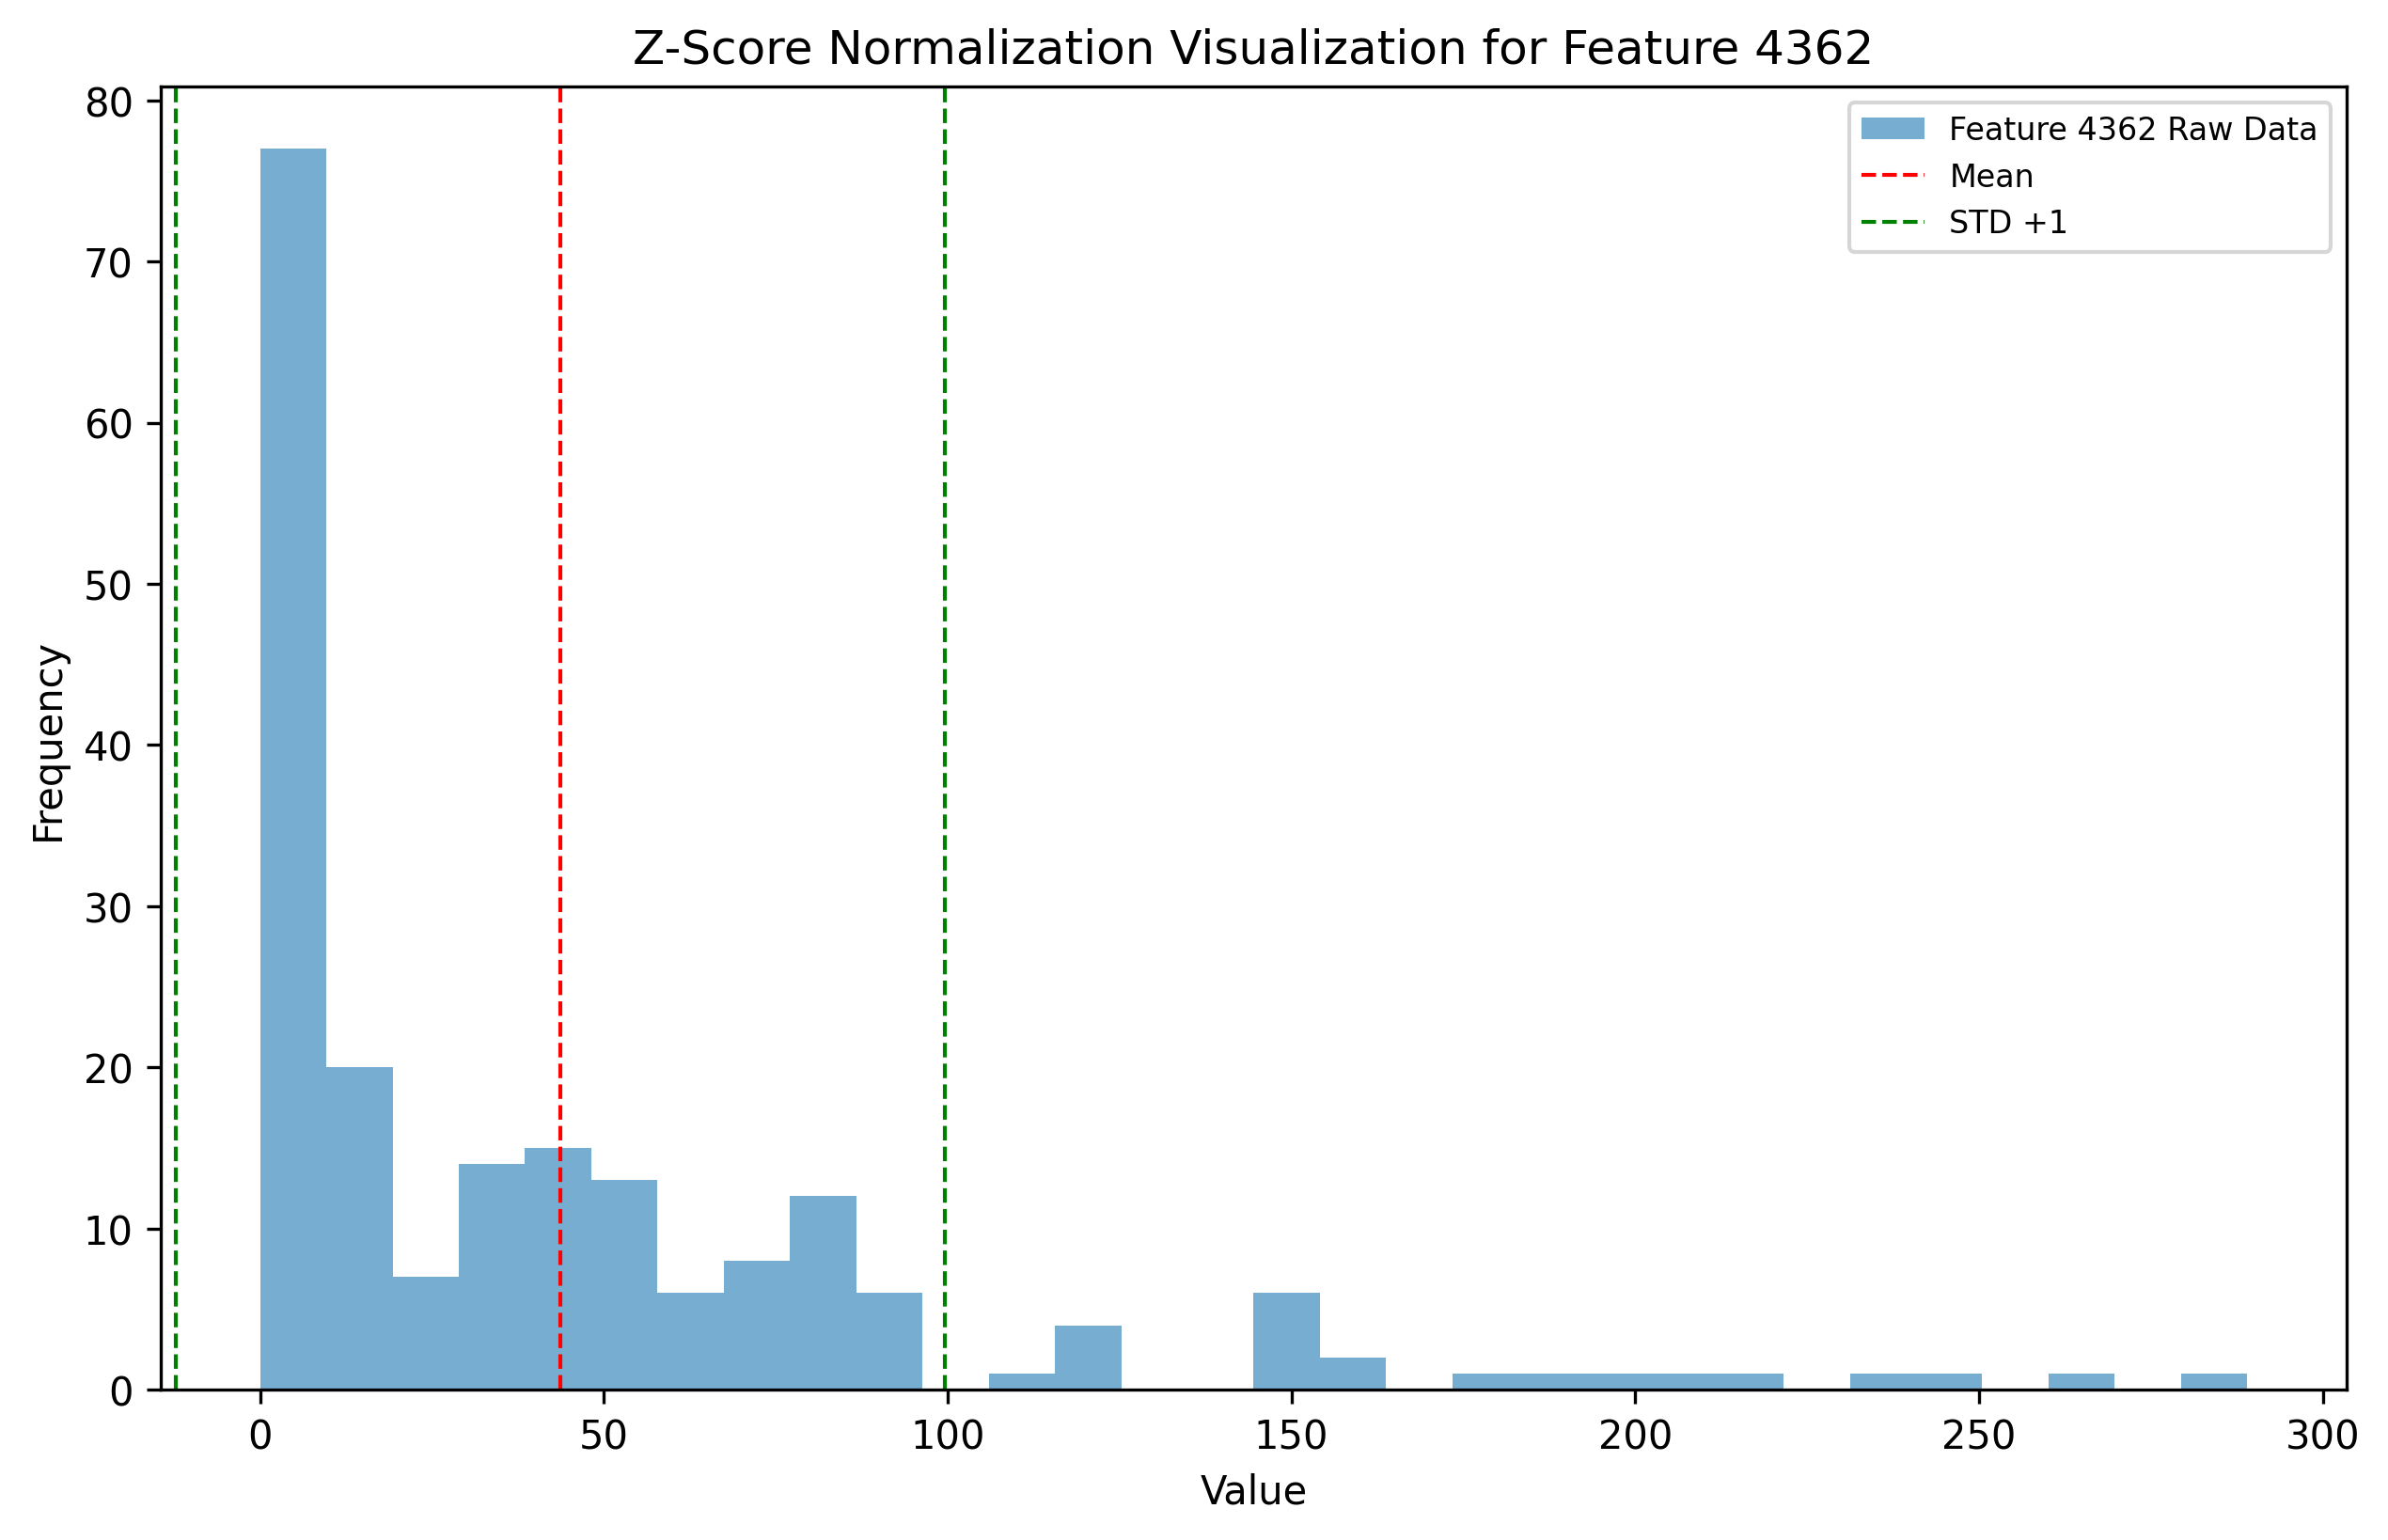 Z-Score Normalization Visualization for Feature 4362
Feature 4362 Raw Data
Mean
STD +1
80
70
60
50
40
30
20
10
0
Frequency
0 50 100 150 200 250 300
Value